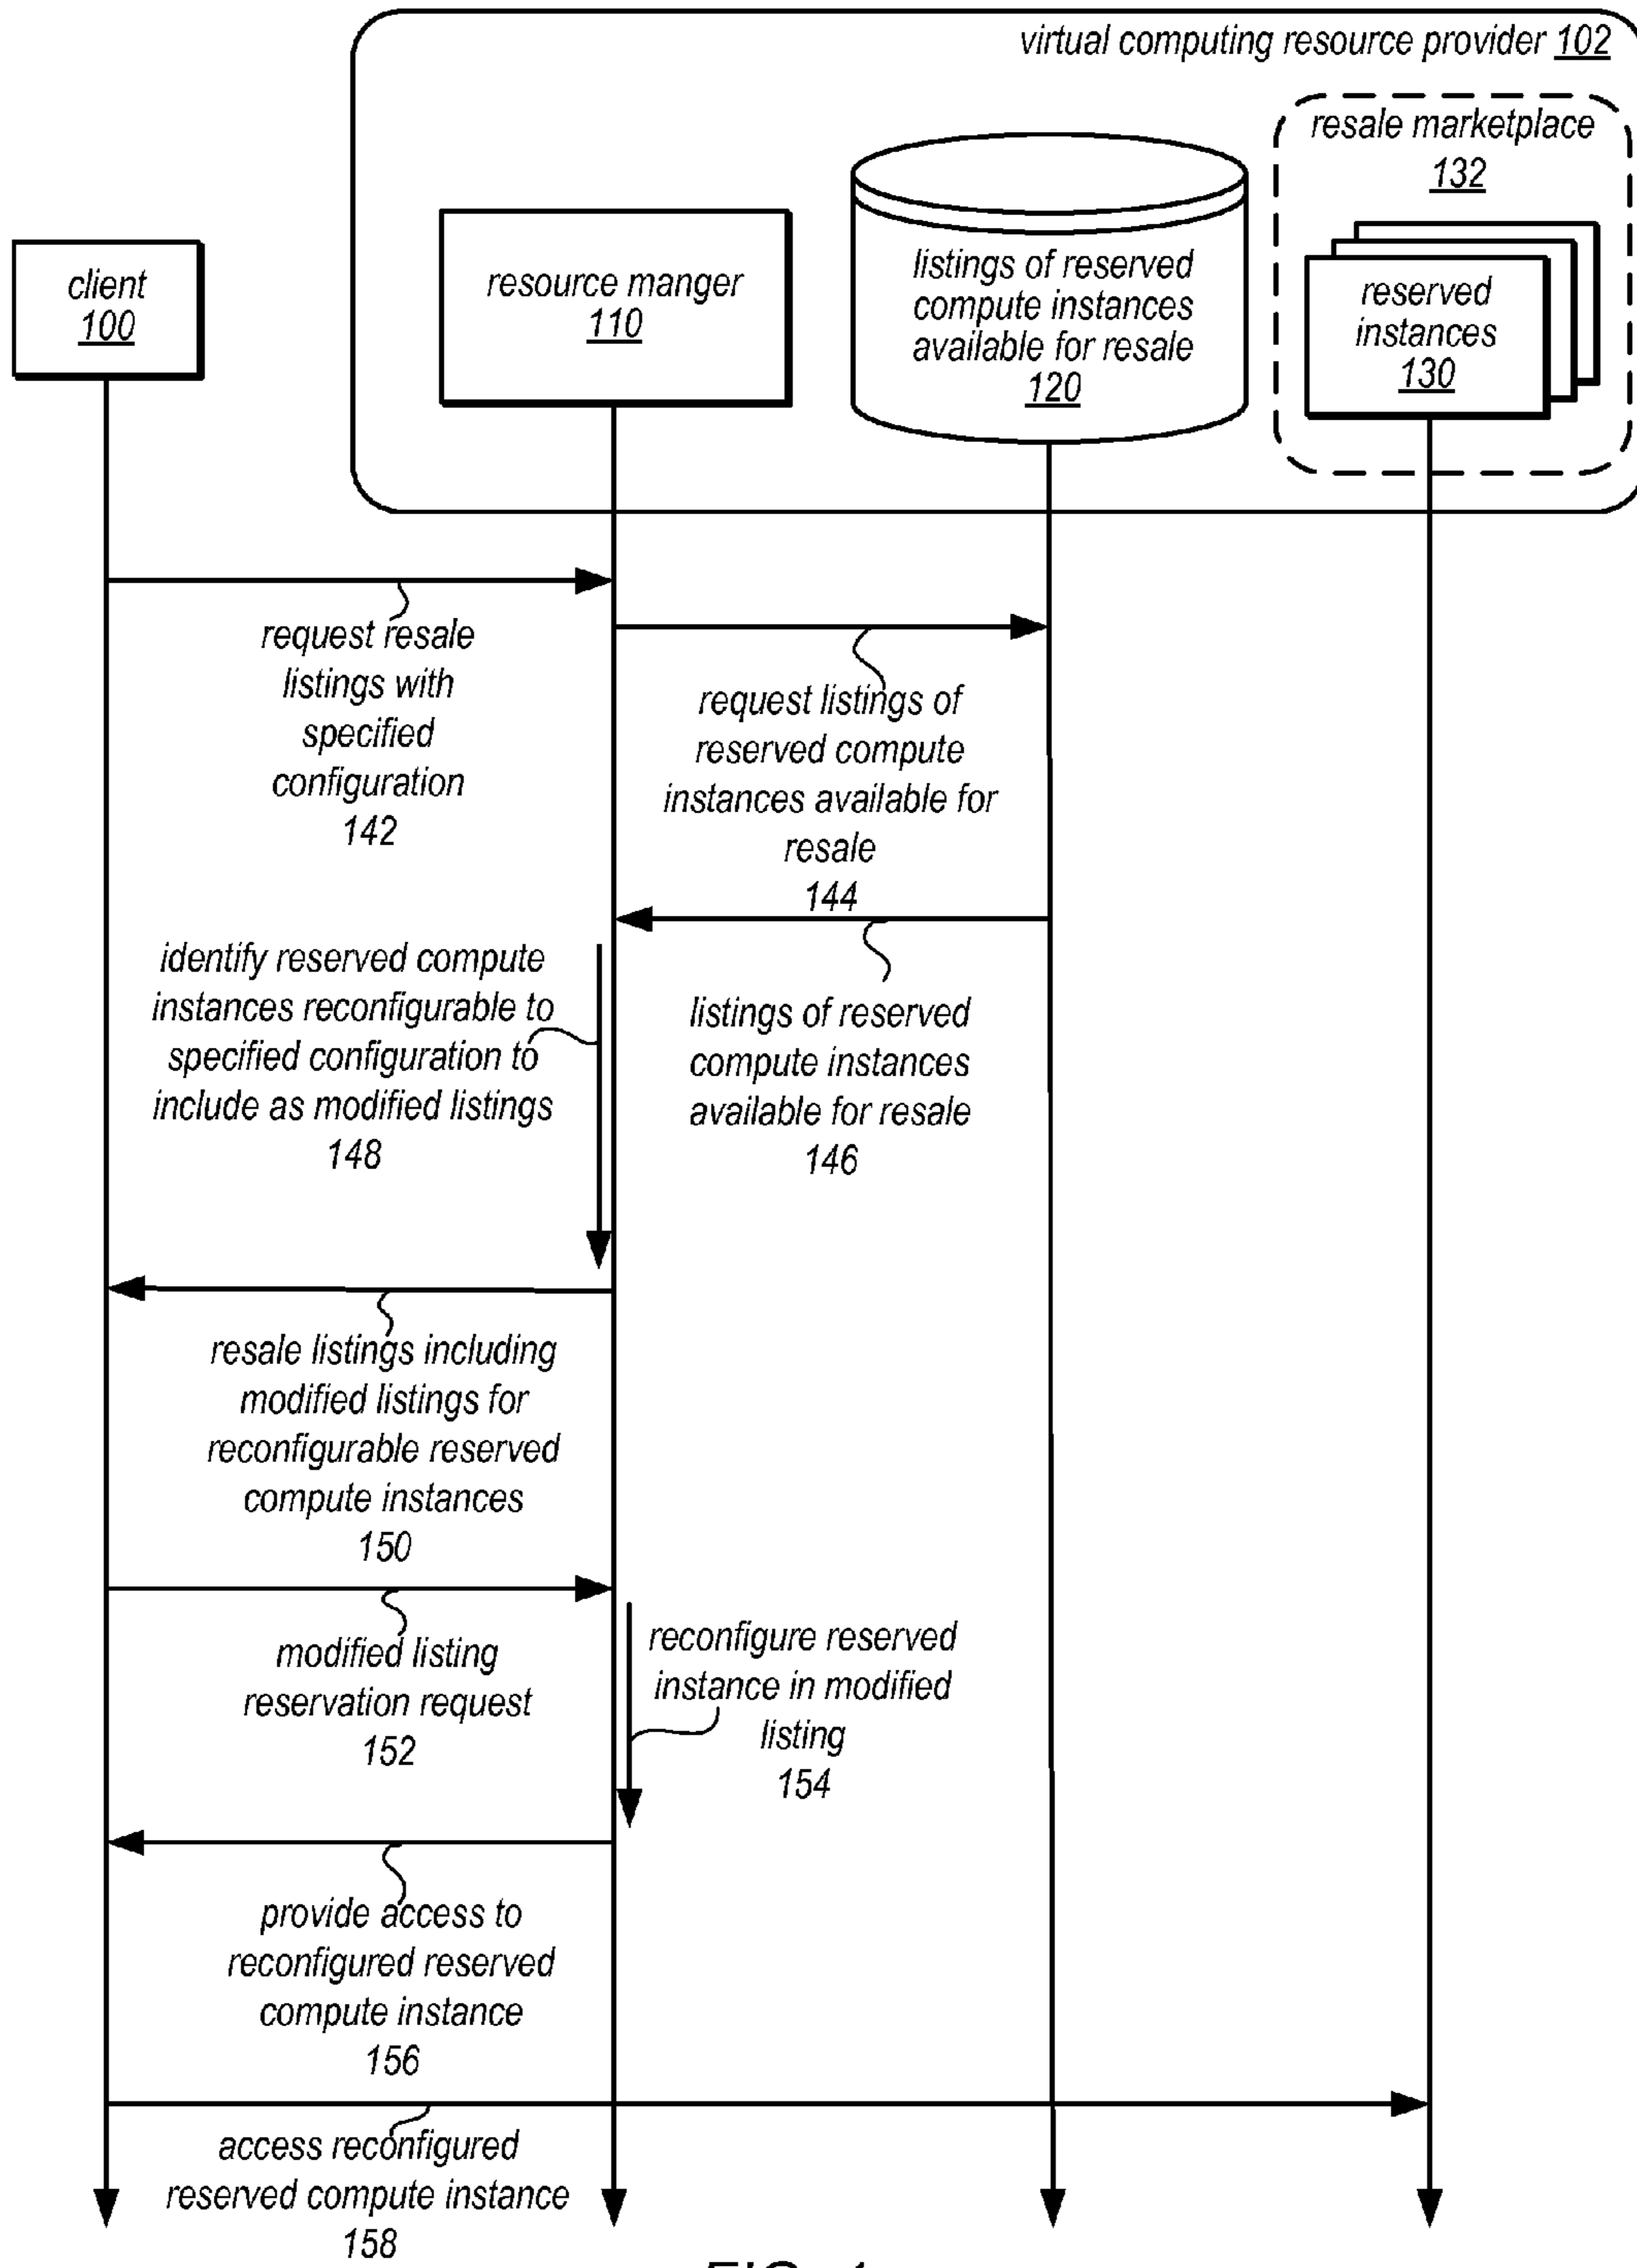 virtual computing resource provider 102
resale marketplace
132
client
100
resource manger
110
listings of reserved
compute instances
available for resale
120
reserved
instances
130
request resale
listings with
specified
configuration
142
request listings of
reserved compute
instances available for
resale
144
identify reserved compute
instances reconfigurable to
specified configuration to
include as modified listings
148
listings of reserved
compute instances
available for resale
146
resale listings including
modified listings for
reconfigurable reserved
compute instances
150
modified listing
reservation request
152
reconfigure reserved
instance in modified
listing
154
provide access to
reconfigured reserved
compute instance
156
access reconfigured
reserved compute instance
158